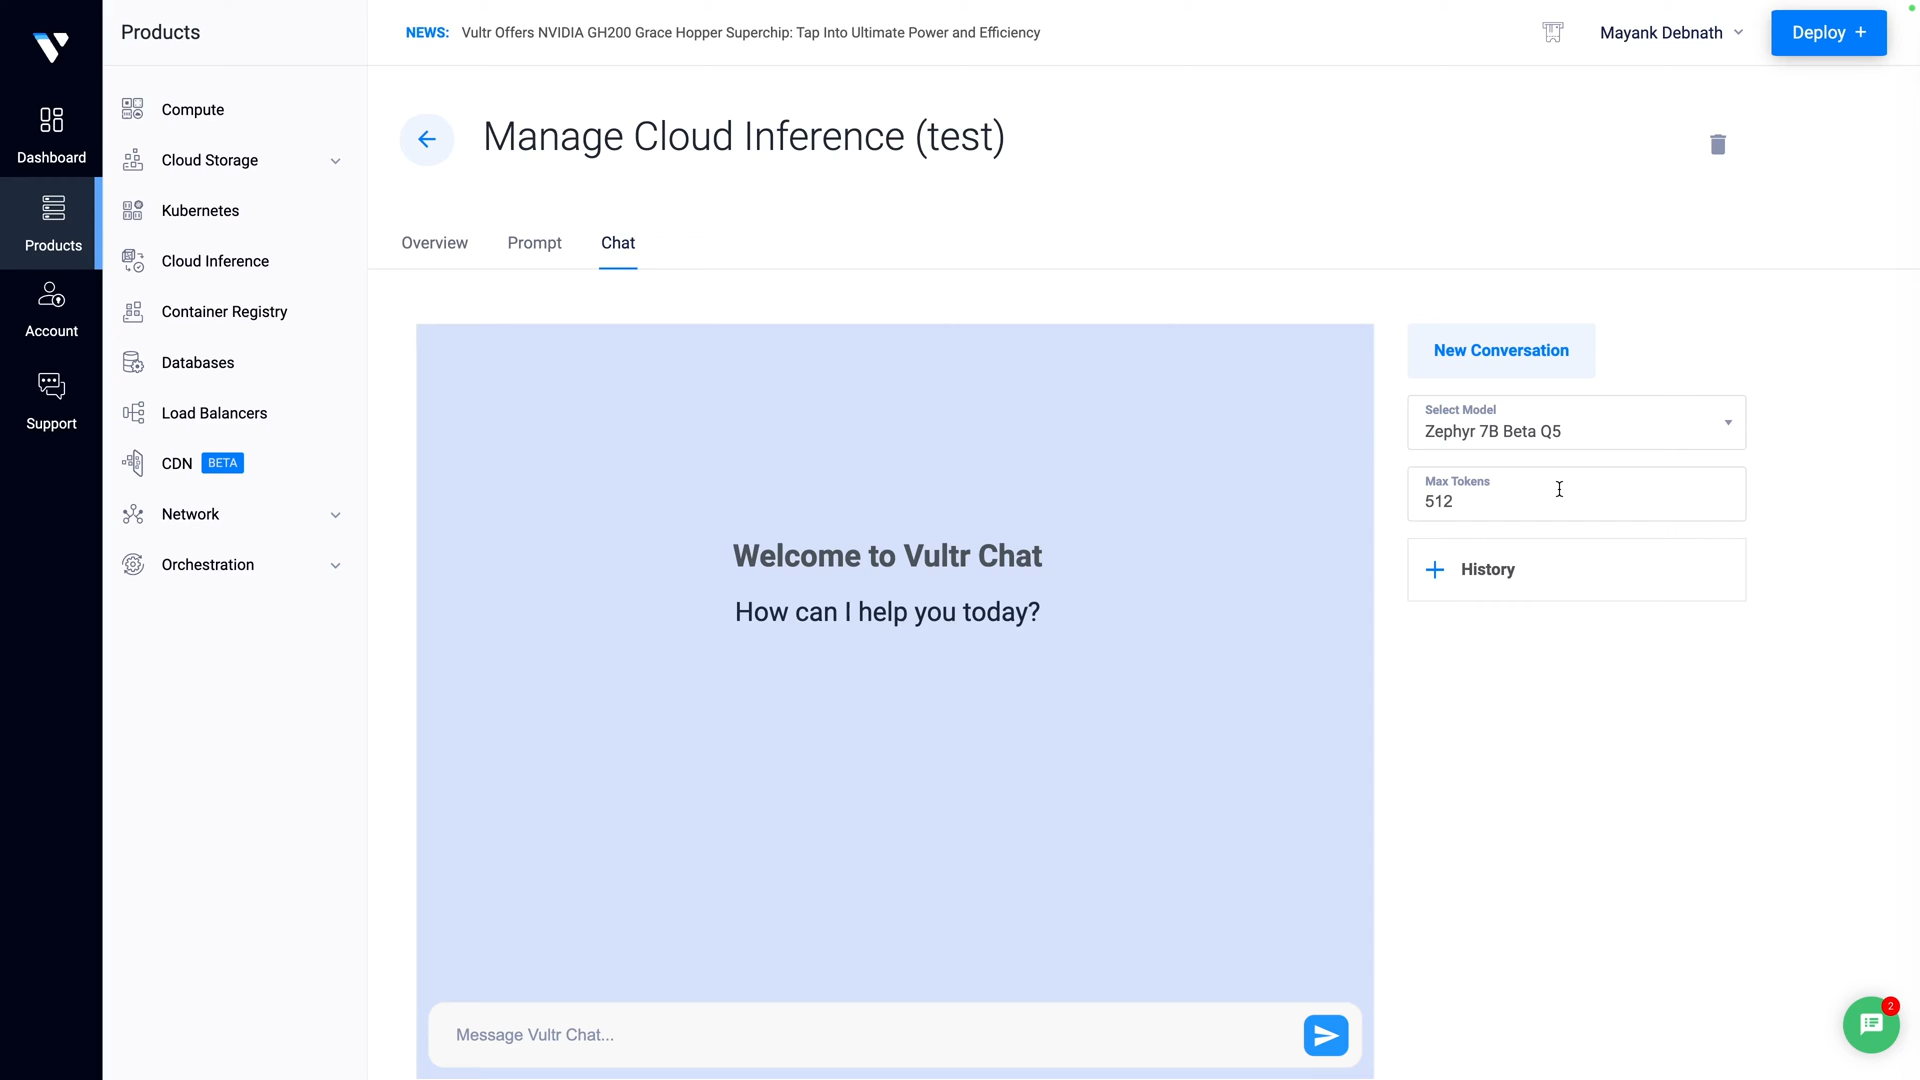 Products
NEWS: Vultr Offers NVIDIA GH200 Grace Hopper Superchip: Tap Into Ultimate Power and Efficiency
Mayank Debnath
Deploy +
Dashboard
Products
Account
Support
Compute
Cloud Storage
Kubernetes
Cloud Inference
Container Registry
Databases
Load Balancers
CDN BETA
Network
Orchestration
Manage Cloud Inference (test)
Overview Prompt Chat
Welcome to Vultr Chat
How can I help you today?
Message Vultr Chat...
New Conversation
Select Model
Zephyr 7B Beta Q5
Max Tokens
512
+ History
2